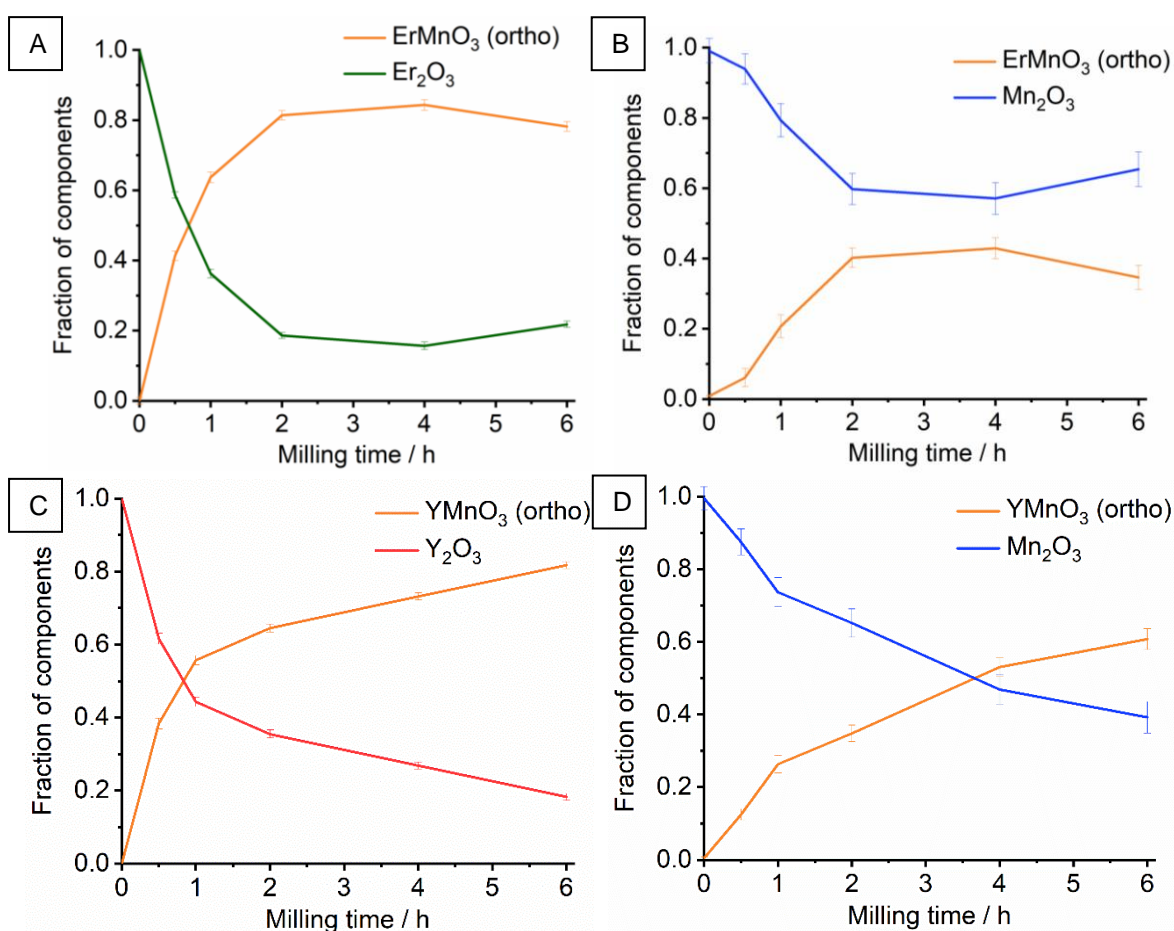 A
ErMnO₃ (ortho)
Er₂O₃
Fraction of components
1.0
0.8
0.6
0.4
0.2
0.0
0 1 2 3 4 5 6
Milling time / h
B
ErMnO₃ (ortho)
Mn₂O₃
Fraction of components
1.0
0.8
0.6
0.4
0.2
0.0
0 1 2 3 4 5 6
Milling time / h
C
YMnO₃ (ortho)
Y₂O₃
Fraction of components
1.0
0.8
0.6
0.4
0.2
0.0
0 1 2 3 4 5 6
Milling time / h
D
YMnO₃ (ortho)
Mn₂O₃
Fraction of components
1.0
0.8
0.6
0.4
0.2
0.0
0 1 2 3 4 5 6
Milling time / h